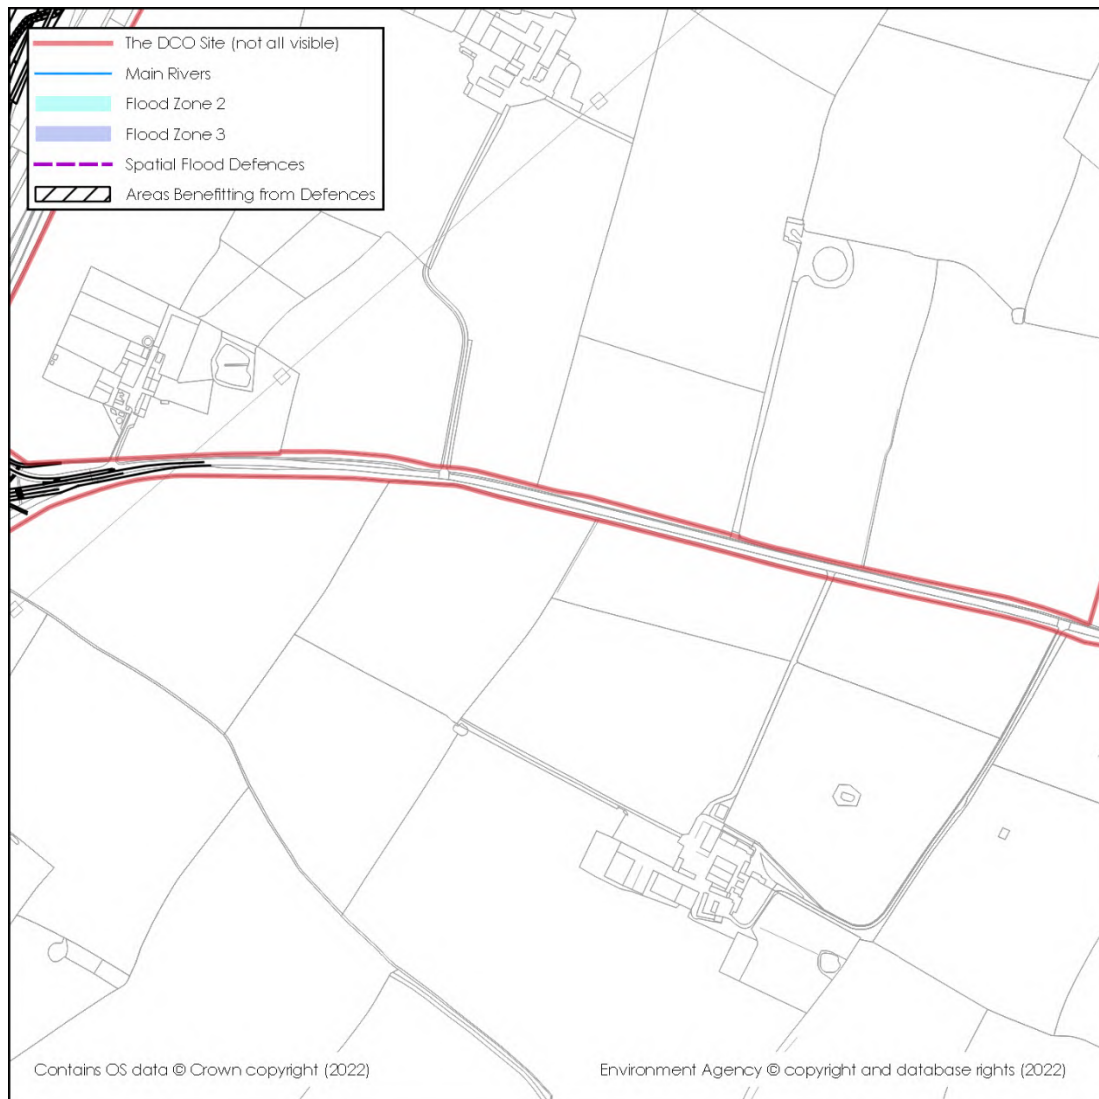 The DCO Site (not all visible)
Main Rivers
Flood Zone 2
Flood Zone 3
Spatial Flood Defences
Areas Benefitting from Defences
Contains OS data © Crown copyright (2022)
Environment Agency © copyright and database rights (2022)